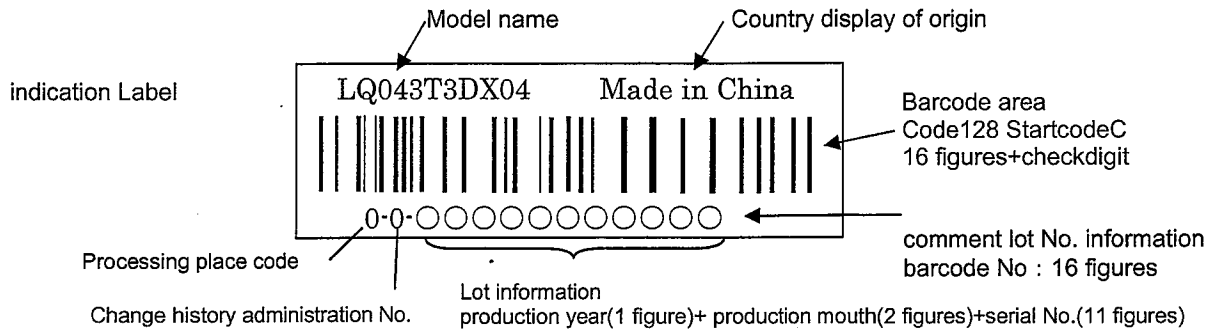 Model name
Country display of origin
indication Label
LQ043T3DX04 Made in China
Barcode area
Code128 StartcodeC
16 figures+checkdigit
0-0-○○○○○○○○○○○
comment lot No. information
barcode No : 16 figures
Processing place code
Change history administration No.
Lot information
production year(1 figure)+ production mouth(2 figures)+serial No.(11 figures)